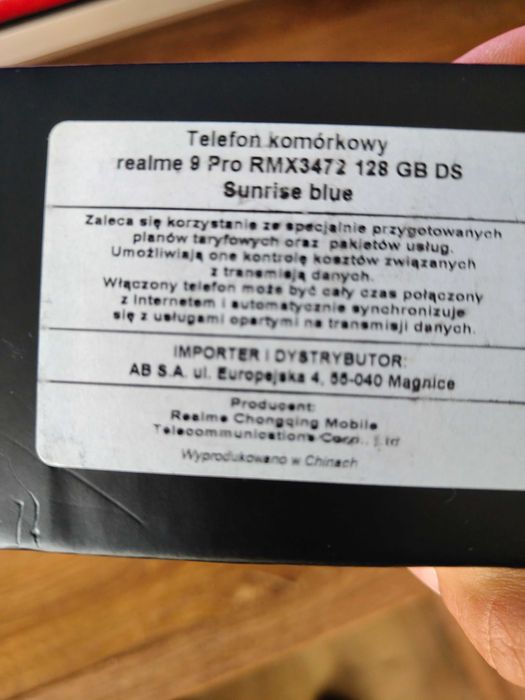 Telefon komórkowy
realme 9 Pro RMX3472 128 GB DS
Sunrise blue
Zaleca się korzystanie ze specjalnie przygotowanych
planów taryfowych oraz pakietów usług.
Umożliwiają one kontrolę kosztów związanych
z transmisją danych.
Włączony telefon może być cały czas połączony
z Internetem i automatycznie synchronizuje
się z usługami opartymi na transmisji danych.
IMPORTER I DYSTRYBUTOR:
AB S.A. ul. Europejska 4, 55-040 Magnice
Producent:
Realme Chongqing Mobile
Telecommunications Corp., Ltd
Wyprodukowano w Chinach